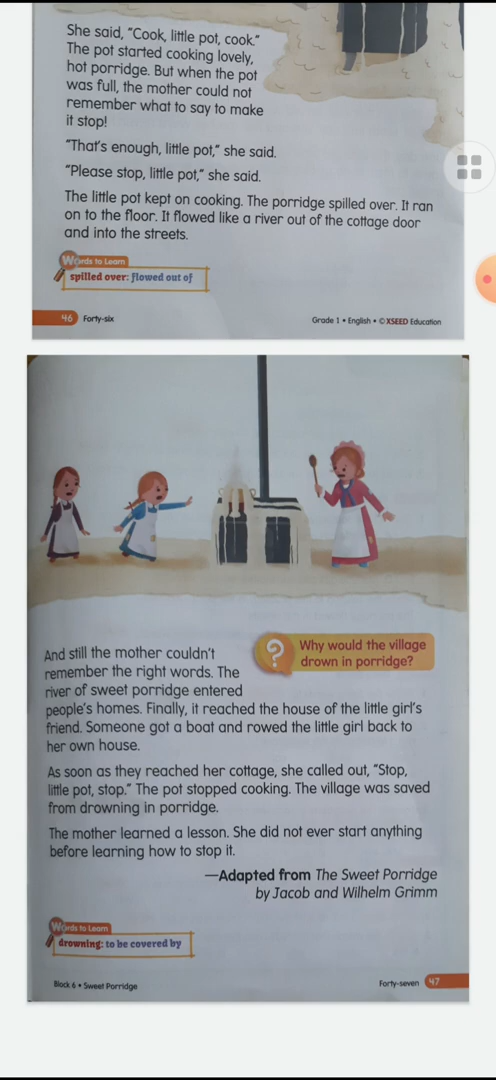 She said, “Cook, little pot, cook.”
The pot started cooking lovely,
hot porridge. But when the pot
was full, the mother could not
remember what to say to make
it stop!
“That’s enough, little pot,” she said.
“Please stop, little pot,” she said.
The little pot kept on cooking. The porridge spilled over. It ran
on to the floor. It flowed like a river out of the cottage door
and into the streets.
Words to Learn
spilled over: flowed out of
46 Forty-six
Grade 1 • English • © XSEED Education
? Why would the village
drown in porridge?
And still the mother couldn’t
remember the right words. The
river of sweet porridge entered
people’s homes. Finally, it reached the house of the little girl’s
friend. Someone got a boat and rowed the little girl back to
her own house.
As soon as they reached her cottage, she called out, “Stop,
little pot, stop.” The pot stopped cooking. The village was saved
from drowning in porridge.
The mother learned a lesson. She did not ever start anything
before learning how to stop it.
—Adapted from The Sweet Porridge
by Jacob and Wilhelm Grimm
Words to Learn
drowning: to be covered by
Block 6 • Sweet Porridge
Forty-seven 47